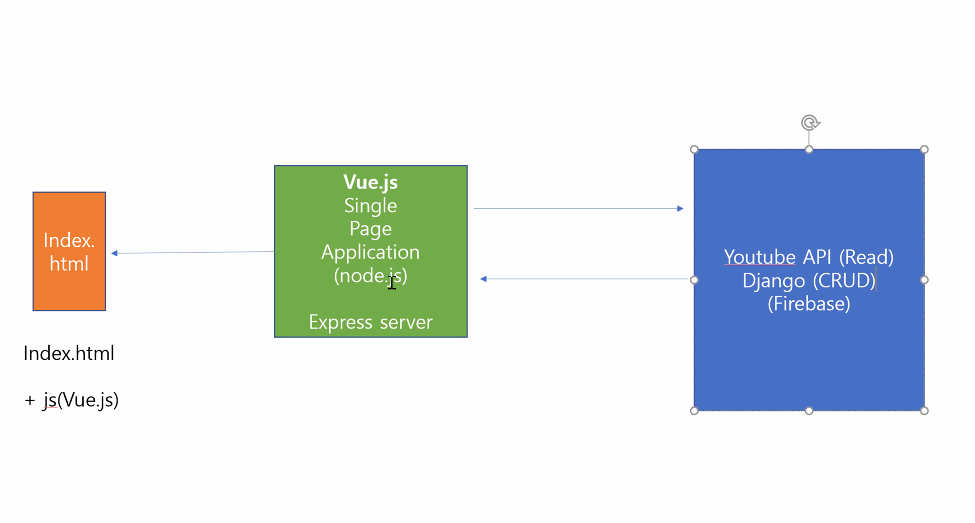 Index.
html
Index.html
+ js(Vue.js)
Vue.js
Single
Page
Application
(node.js)
Express server
Youtube API (Read)
Django (CRUD)
(Firebase)